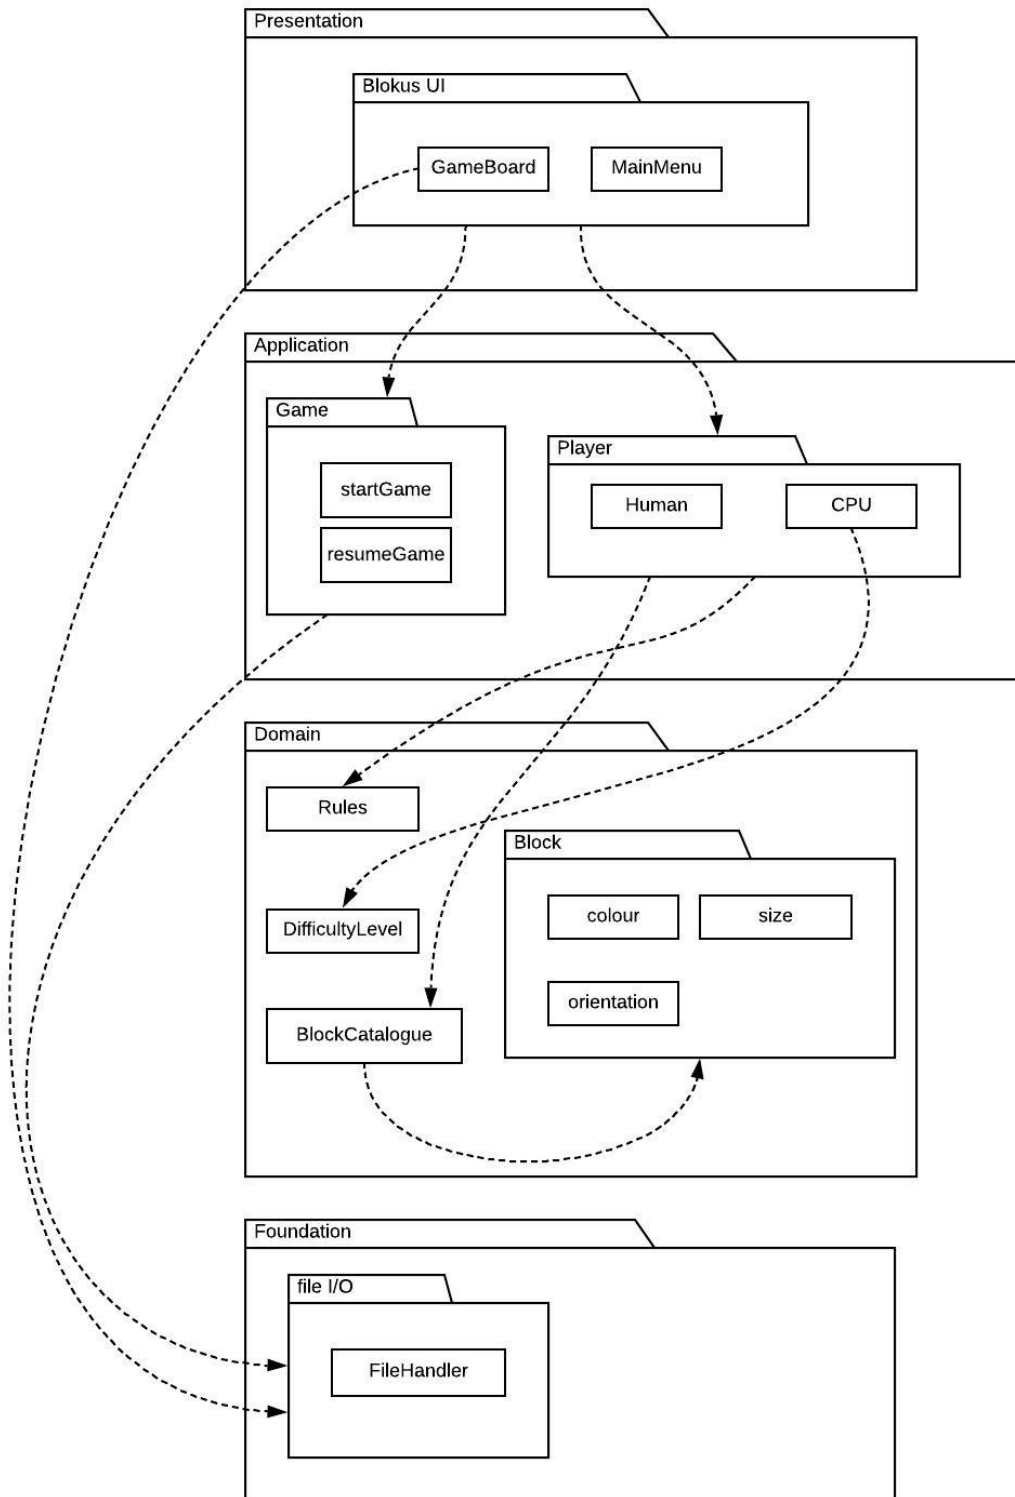 Presentation
Blokus UI
GameBoard
MainMenu
Application
Game
startGame
resumeGame
Player
Human
CPU
Domain
Rules
DifficultyLevel
BlockCatalogue
Block
colour
size
orientation
Foundation
file I/O
FileHandler